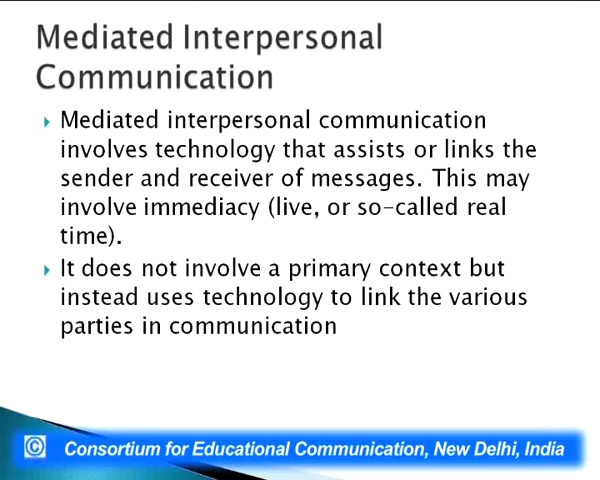 Mediated Interpersonal
Communication
Mediated interpersonal communication
involves technology that assists or links the
sender and receiver of messages. This may
involve immediacy (live, or so-called real
time).
It does not involve a primary context but
instead uses technology to link the various
parties in communication
© Consortium for Educational Communication, New Delhi, India